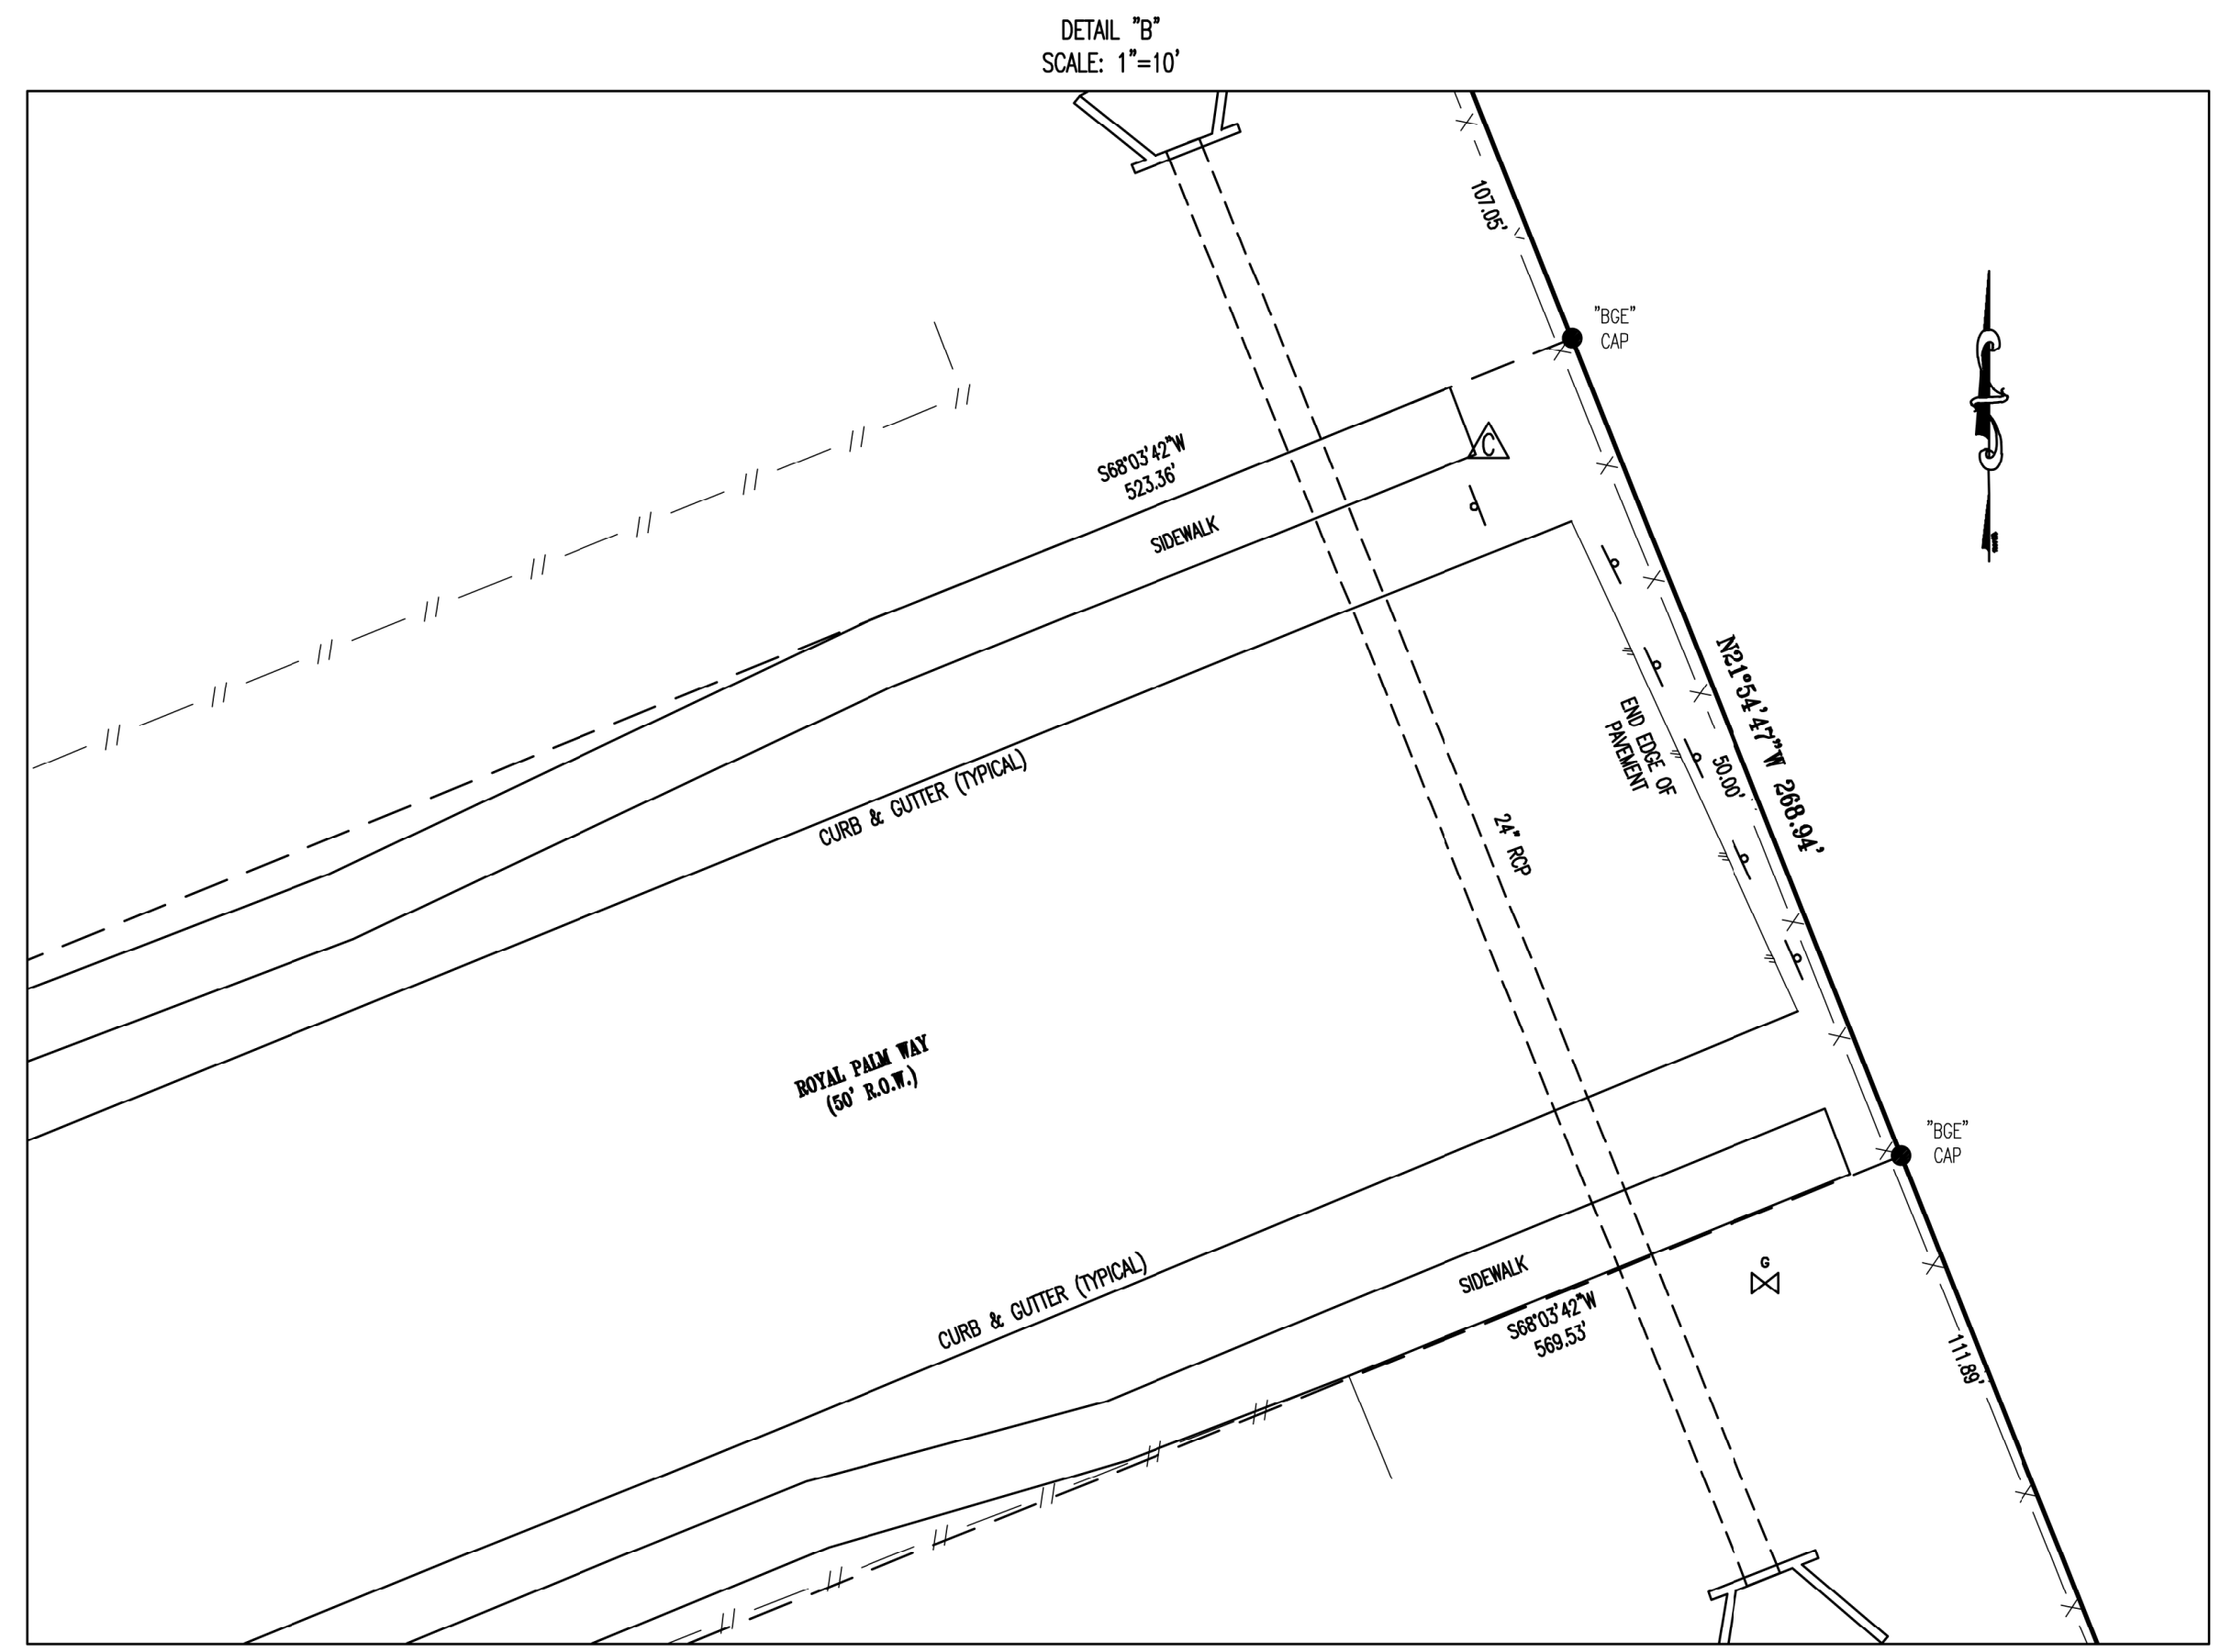 DETAIL "B"
SCALE: 1"=10'
107.05'
"BGE"
CAP
S68°03'42"W
523.36'
C
SIDEWALK
N21°54'47"W 268.94'
END EDGE OF
PAVEMENT
50.00'
CURB & GUTTER (TYPICAL)
24" RCP
ROYAL PALM WAY
(50' R.O.W.)
"BGE"
CAP
CURB & GUTTER (TYPICAL)
SIDEWALK
G
S68°03'42"W
569.53'
111.89'